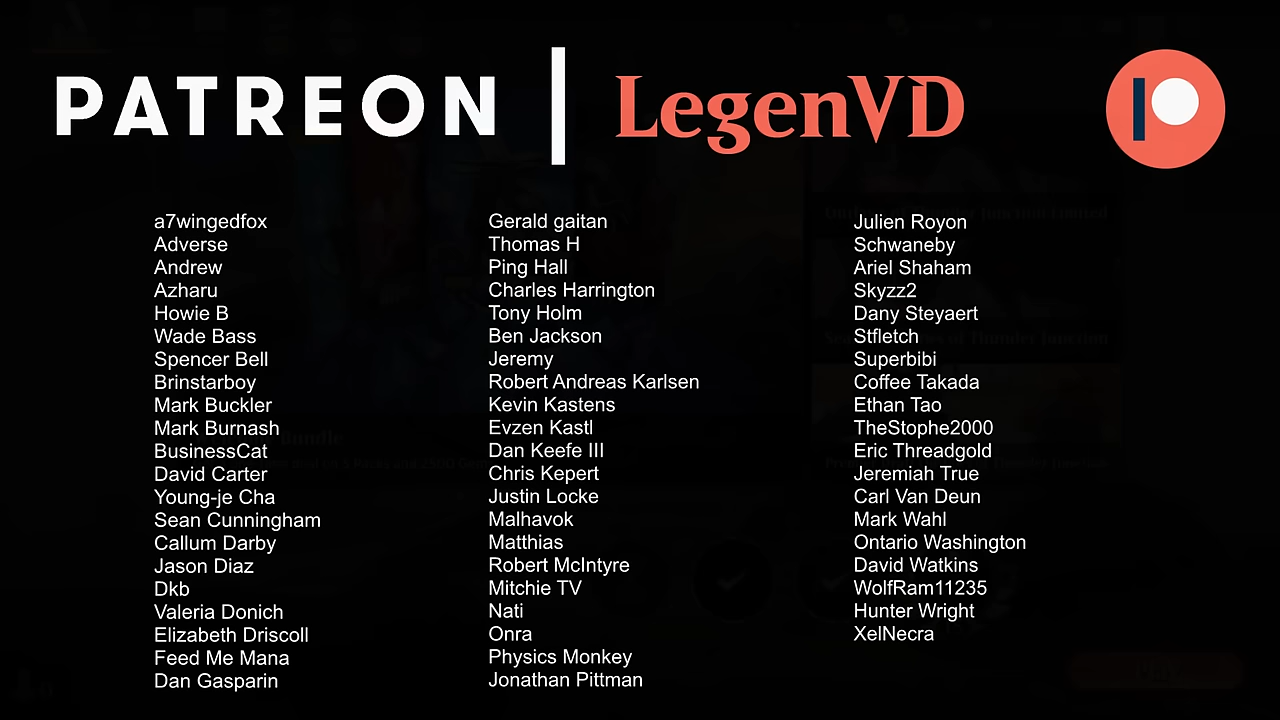 PATREON | LegenVD
a7wingedfox
Adverse
Andrew
Azharu
Howie B
Wade Bass
Spencer Bell
Brinstarboy
Mark Buckler
Mark Burnash
BusinessCat
David Carter
Young-je Cha
Sean Cunningham
Callum Darby
Jason Diaz
Dkb
Valeria Donich
Elizabeth Driscoll
Feed Me Mana
Dan Gasparin
Gerald gaitan
Thomas H
Ping Hall
Charles Harrington
Tony Holm
Ben Jackson
Jeremy
Robert Andreas Karlsen
Kevin Kastens
Evzen Kastl
Dan Keefe III
Chris Kepert
Justin Locke
Malhavok
Matthias
Robert McIntyre
Mitchie TV
Nati
Onra
Physics Monkey
Jonathan Pittman
Julien Royon
Schwaneby
Ariel Shaham
Skyzz2
Dany Steyaert
Stfletch
Superbibi
Coffee Takada
Ethan Tao
TheStophe2000
Eric Threadgold
Jeremiah True
Carl Van Deun
Mark Wahl
Ontario Washington
David Watkins
WolfRam11235
Hunter Wright
XelNecra
Bundle